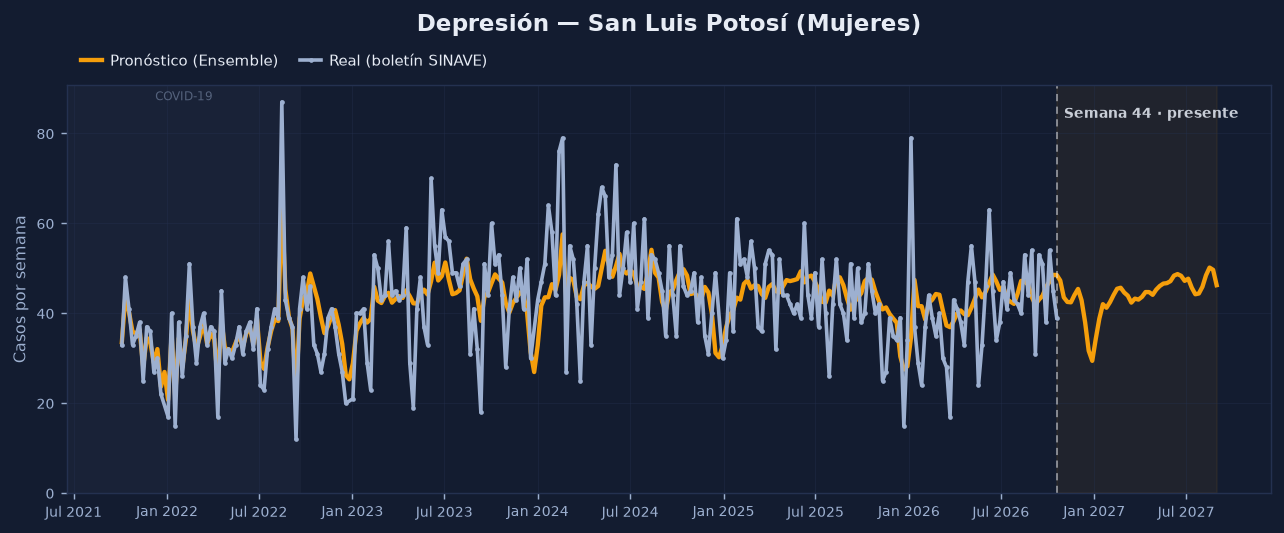 Depresión — San Luis Potosí (Mujeres)
Pronóstico (Ensemble) Real (boletín SINAVE)
COVID-19
Semana 44 · presente
Casos por semana
80
60
40
20
0
Jul 2021 Jan 2022 Jul 2022 Jan 2023 Jul 2023 Jan 2024 Jul 2024 Jan 2025 Jul 2025 Jan 2026 Jul 2026 Jan 2027 Jul 2027